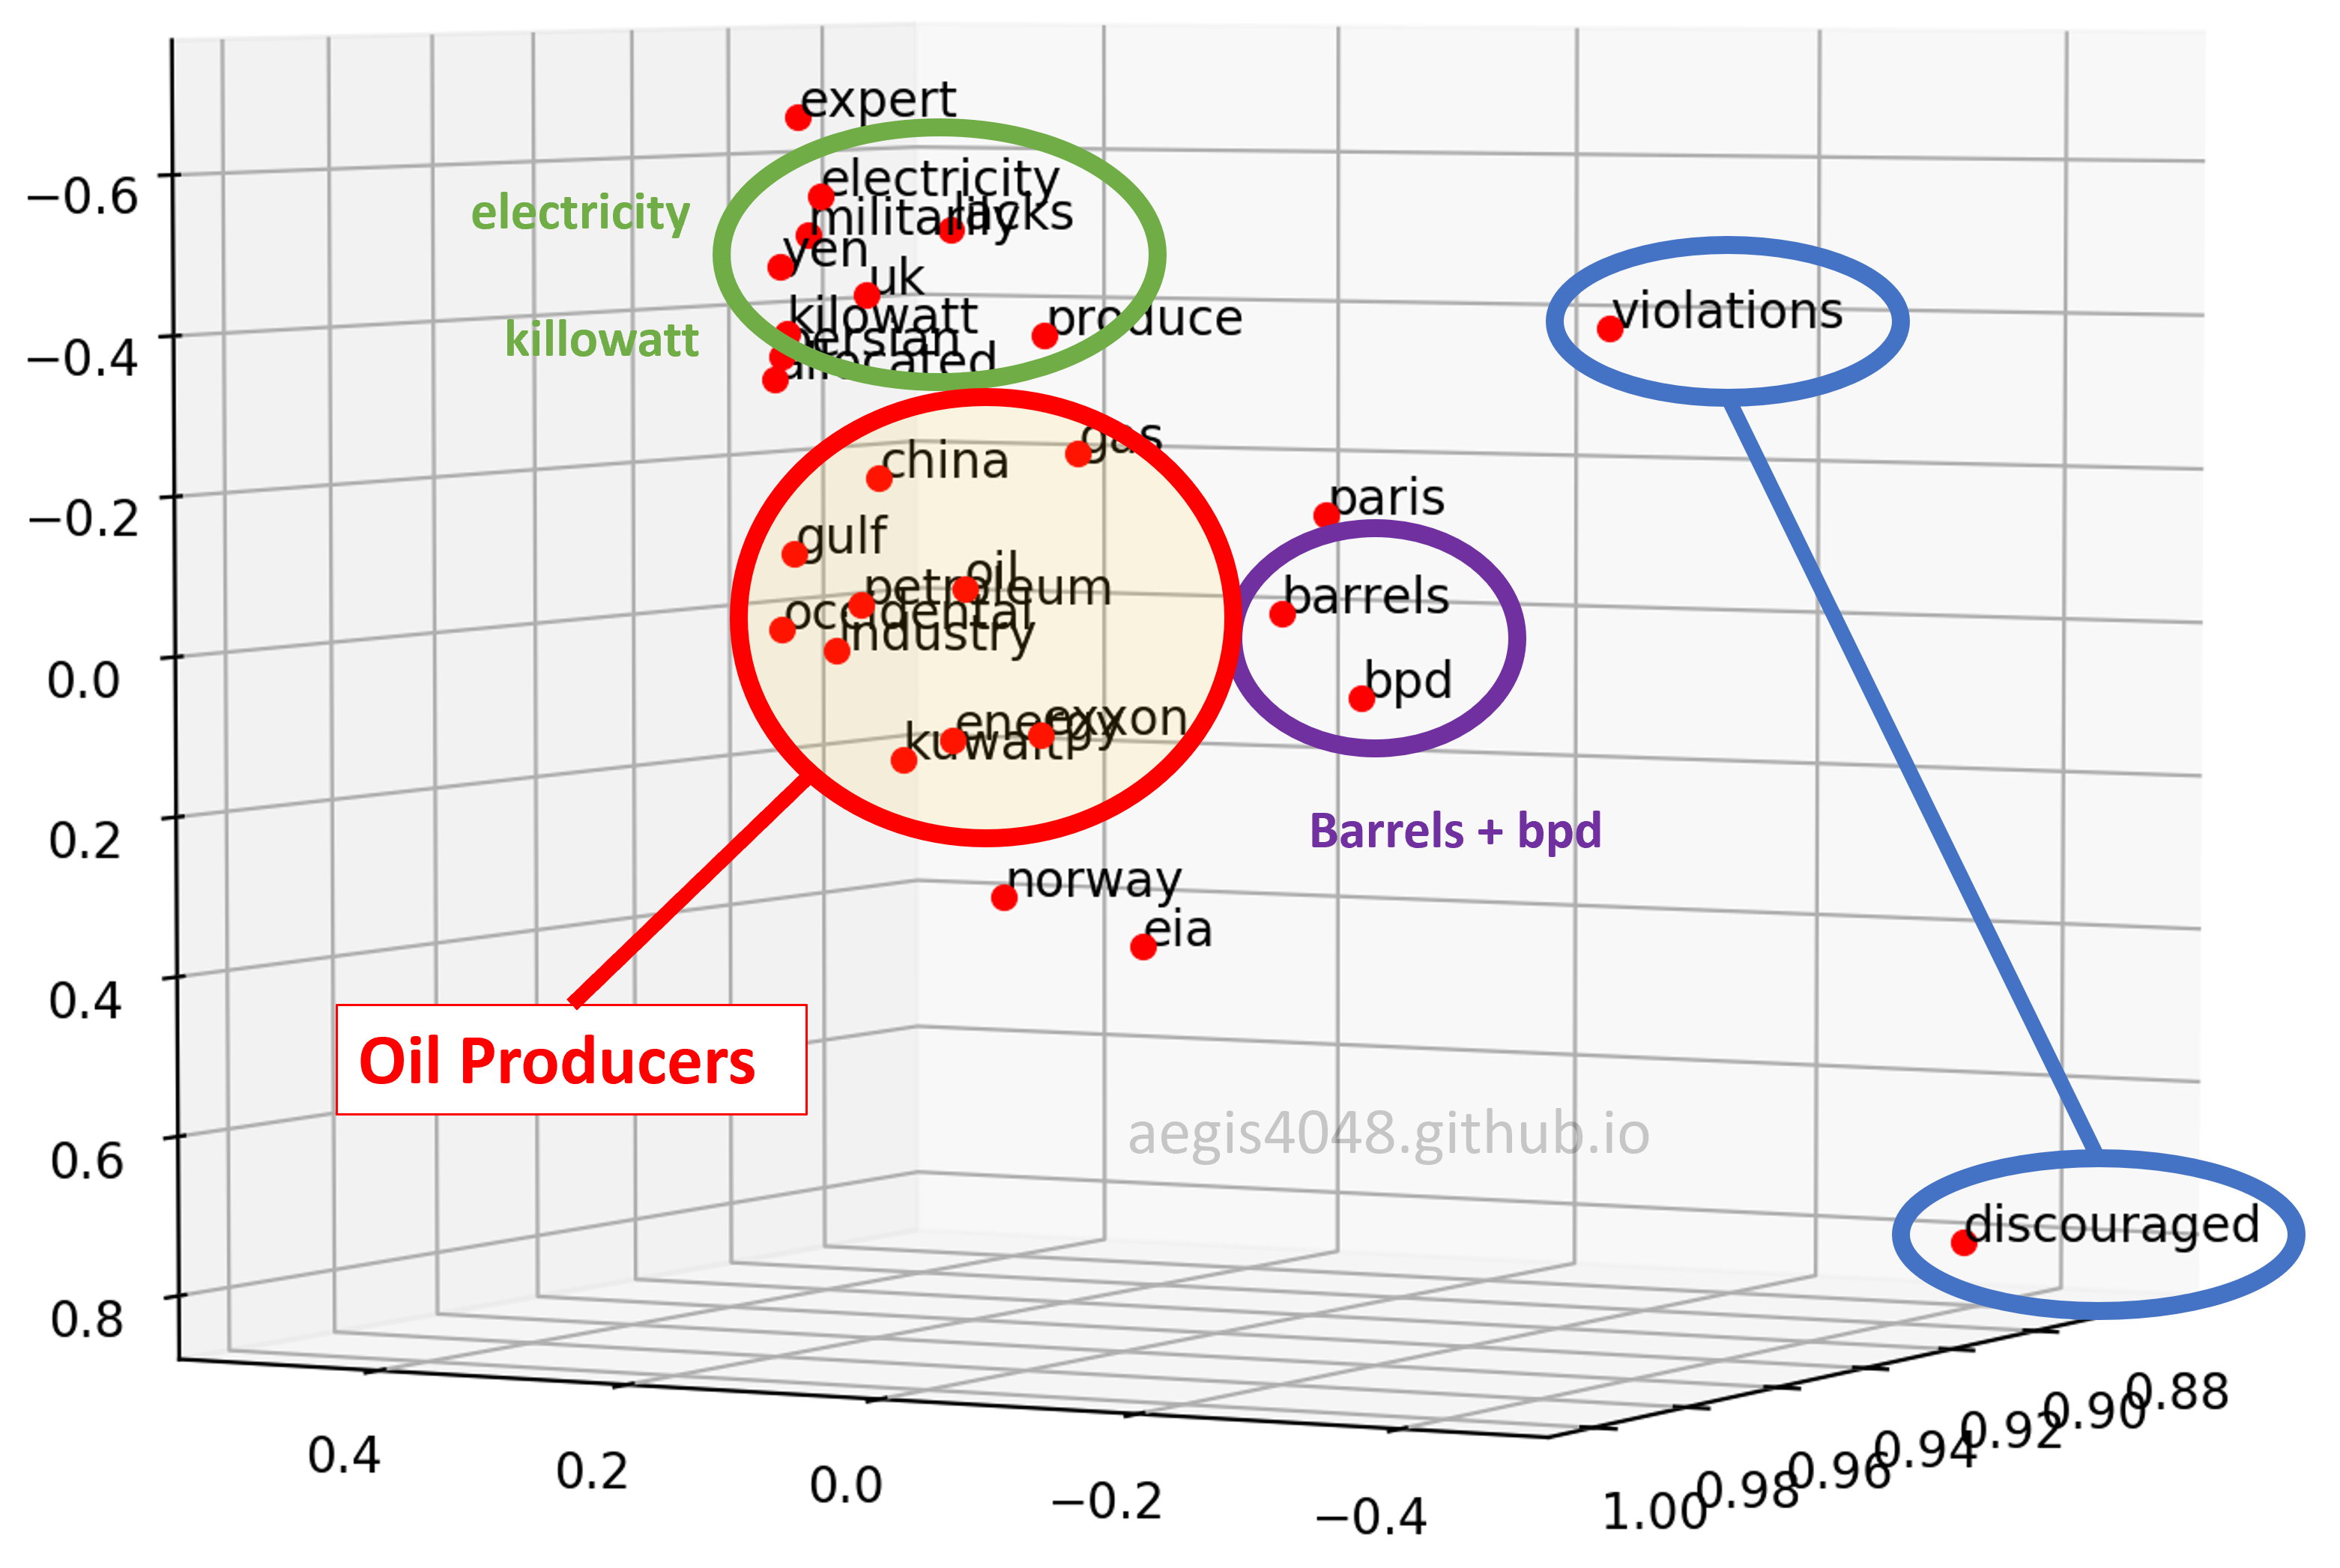 expert
electricity
militarily
lacks
yen
uk
kilowatt
persian
allocated
produce
electricity
killowatt
violations
china
gas
gulf
oil
petroleum
occidental
industry
energy
exxon
kuwaiti
paris
barrels
bpd
Barrels + bpd
norway
eia
Oil Producers
aegis4048.github.io
discouraged
−0.6
−0.4
−0.2
0.0
0.2
0.4
0.6
0.8
0.4
0.2
0.0
−0.2
−0.4
1.00
0.98
0.96
0.94
0.92
0.90
0.88